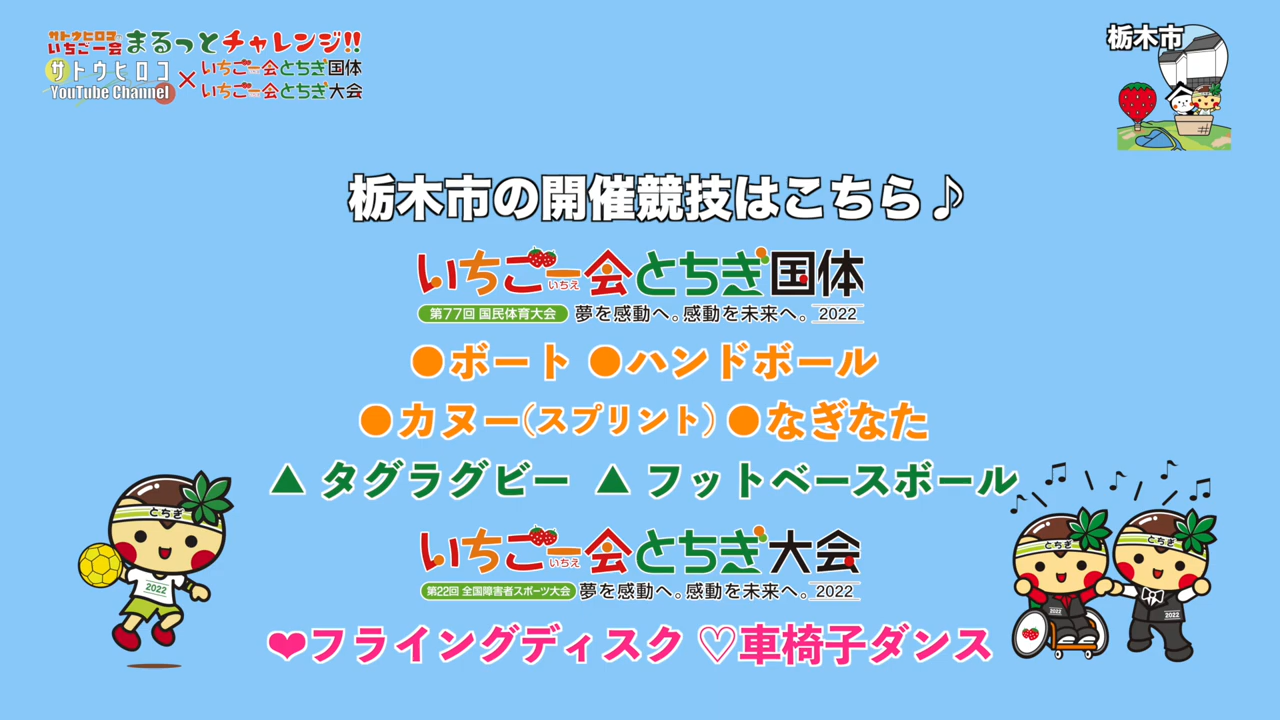 サトウヒロコのいちご一会まるっとチャレンジ!!
サトウヒロコ YouTube Channel × いちご一会とちぎ国体 いちご一会とちぎ大会
栃木市
栃木市の開催競技はこちら♪
いちご一会とちぎ国体
いちえ
第77回 国民体育大会 夢を感動へ。感動を未来へ。 2022
●ボート ●ハンドボール
●カヌー(スプリント) ●なぎなた
▲ タグラグビー ▲ フットベースボール
いちご一会とちぎ大会
いちえ
第22回 全国障害者スポーツ大会 夢を感動へ。感動を未来へ。 2022
❤フライングディスク ♡車椅子ダンス
とちぎ
2022
とちぎ
2022
とちぎ
2022